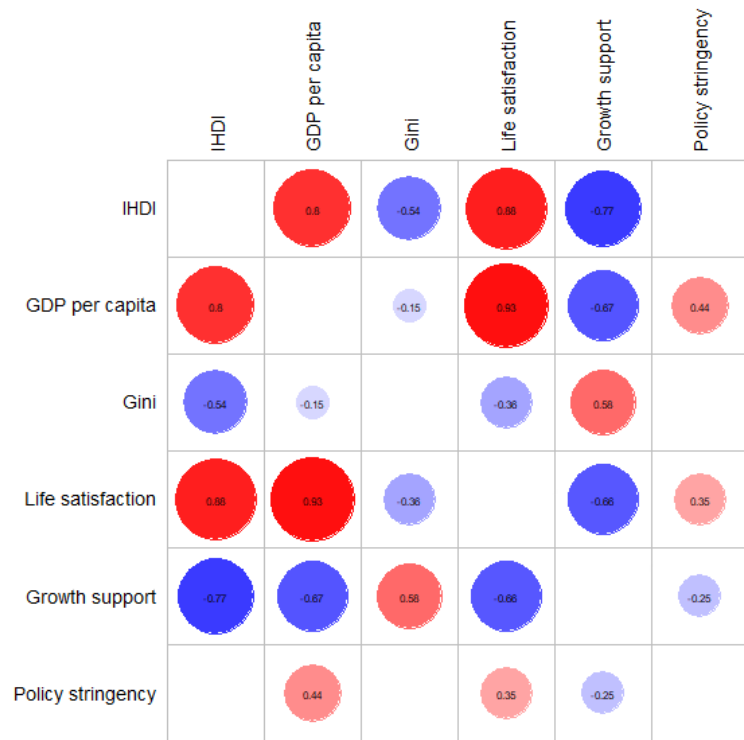 IHDI
GDP per capita
Gini
Life satisfaction
Growth support
Policy stringency
IHDI 0.8 -0.54 0.88 -0.77
GDP per capita 0.8 -0.15 0.93 -0.67 0.44
Gini -0.54 -0.15 -0.36 0.58
Life satisfaction 0.88 0.93 -0.36 -0.66 0.35
Growth support -0.77 -0.67 0.58 -0.66 -0.25
Policy stringency 0.44 0.35 -0.25